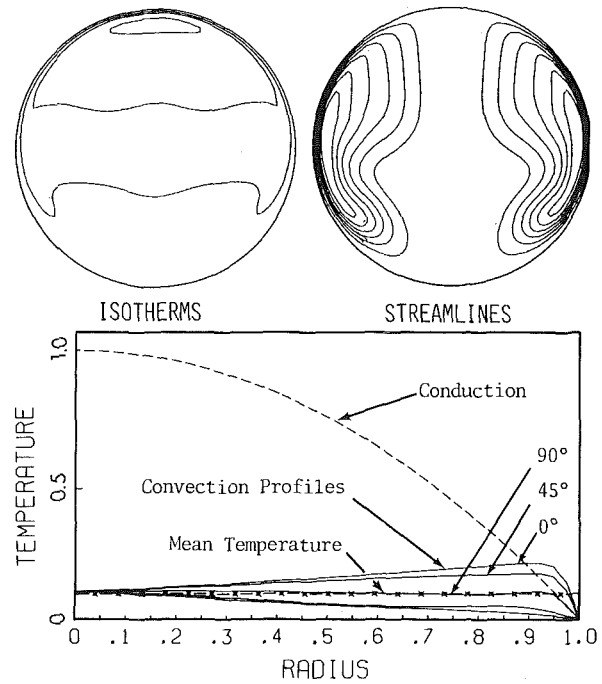 ISOTHERMS
STREAMLINES
TEMPERATURE
1.0
0.5
0
Conduction
Convection Profiles
Mean Temperature
90°
45°
0°
0 .1 .2 .3 .4 .5 .6 .7 .8 .9 1.0
RADIUS